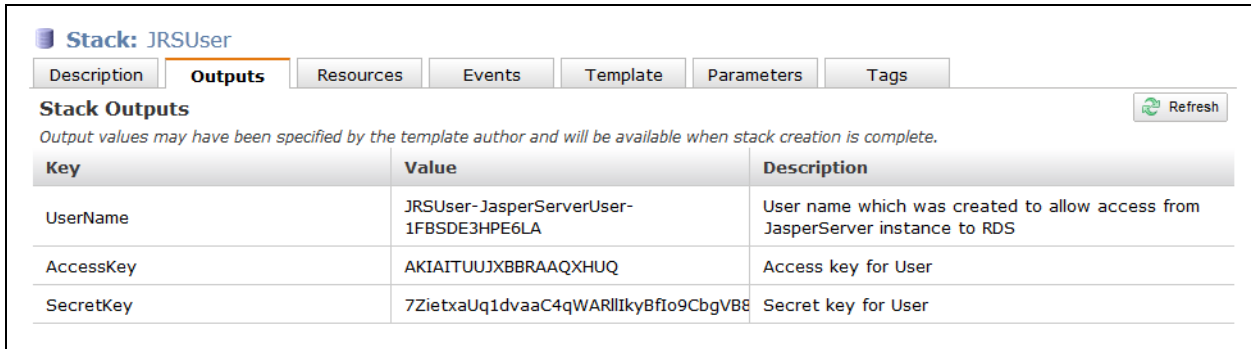 Stack: JRSUser
Description Outputs Resources Events Template Parameters Tags
Stack Outputs
Refresh
Output values may have been specified by the template author and will be available when stack creation is complete.
Key Value Description
UserName
JRSUser-JasperServerUser-
1FBSDE3HPE6LA
User name which was created to allow access from
JasperServer instance to RDS
AccessKey AKIAITUUJXBBRAAQXHUQ Access key for User
SecretKey 7ZietxaUq1dvaaC4qWARllIkyBfIo9CbgVB8 Secret key for User